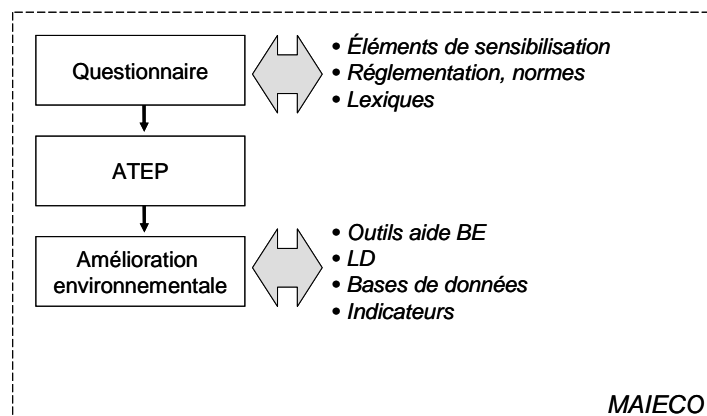 Questionnaire
• Éléments de sensibilisation
• Réglementation, normes
• Lexiques
ATEP
Amélioration
environnementale
• Outils aide BE
• LD
• Bases de données
• Indicateurs
MAIECO